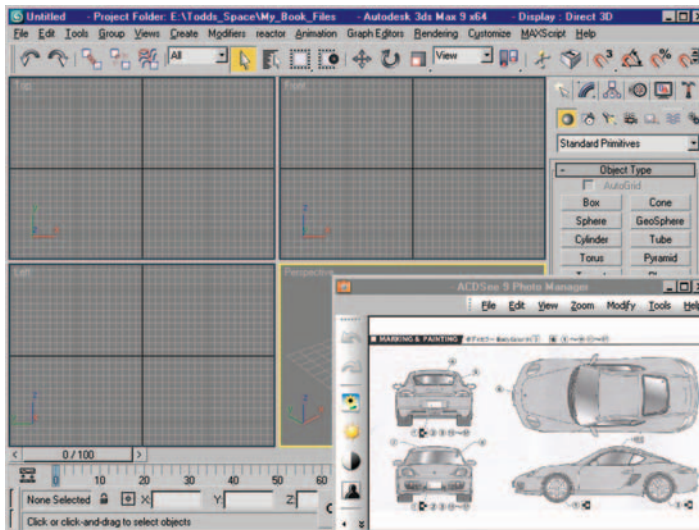 Untitled - Project Folder: E:\Todds_Space\My_Book_Files - Autodesk 3ds Max 9 x64 - Display : Direct 3D
File Edit Tools Group Views Create Modifiers reactor Animation Graph Editors Rendering Customize MAXScript Help
All
View
Top
Front
Standard Primitives
- Object Type
AutoGrid
Box Cone
Sphere GeoSphere
Cylinder Tube
Torus Pyramid
Left
Perspective
ACDSee 9 Photo Manager
File Edit View Zoom Modify Tools Help
MARKING & PAINTING
< 0 / 100 >
0 10 20 30 40 50 60
None Selected X: Y: Z:
Click or click-and-drag to select objects